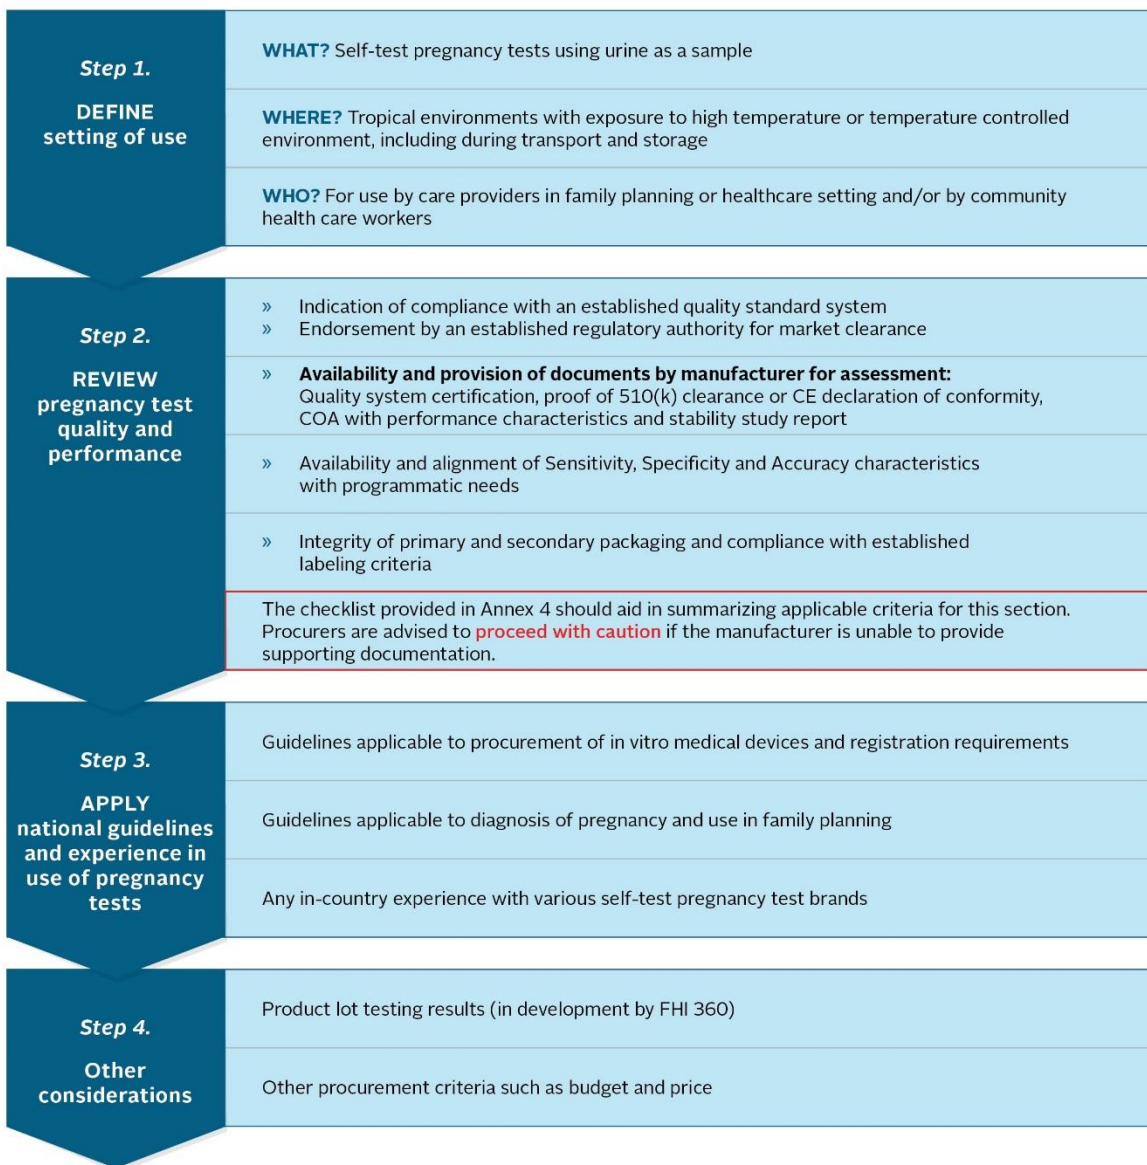 Step 1.
DEFINE
setting of use
WHAT? Self-test pregnancy tests using urine as a sample
WHERE? Tropical environments with exposure to high temperature or temperature controlled
environment, including during transport and storage
WHO? For use by care providers in family planning or healthcare setting and/or by community
health care workers
Step 2.
REVIEW
pregnancy test
quality and
performance
» Indication of compliance with an established quality standard system
» Endorsement by an established regulatory authority for market clearance
» Availability and provision of documents by manufacturer for assessment:
Quality system certification, proof of 510(k) clearance or CE declaration of conformity,
COA with performance characteristics and stability study report
» Availability and alignment of Sensitivity, Specificity and Accuracy characteristics
with programmatic needs
» Integrity of primary and secondary packaging and compliance with established
labeling criteria
The checklist provided in Annex 4 should aid in summarizing applicable criteria for this section.
Procurers are advised to proceed with caution if the manufacturer is unable to provide
supporting documentation.
Step 3.
APPLY
national guidelines
and experience in
use of pregnancy
tests
Guidelines applicable to procurement of in vitro medical devices and registration requirements
Guidelines applicable to diagnosis of pregnancy and use in family planning
Any in-country experience with various self-test pregnancy test brands
Step 4.
Other
considerations
Product lot testing results (in development by FHI 360)
Other procurement criteria such as budget and price